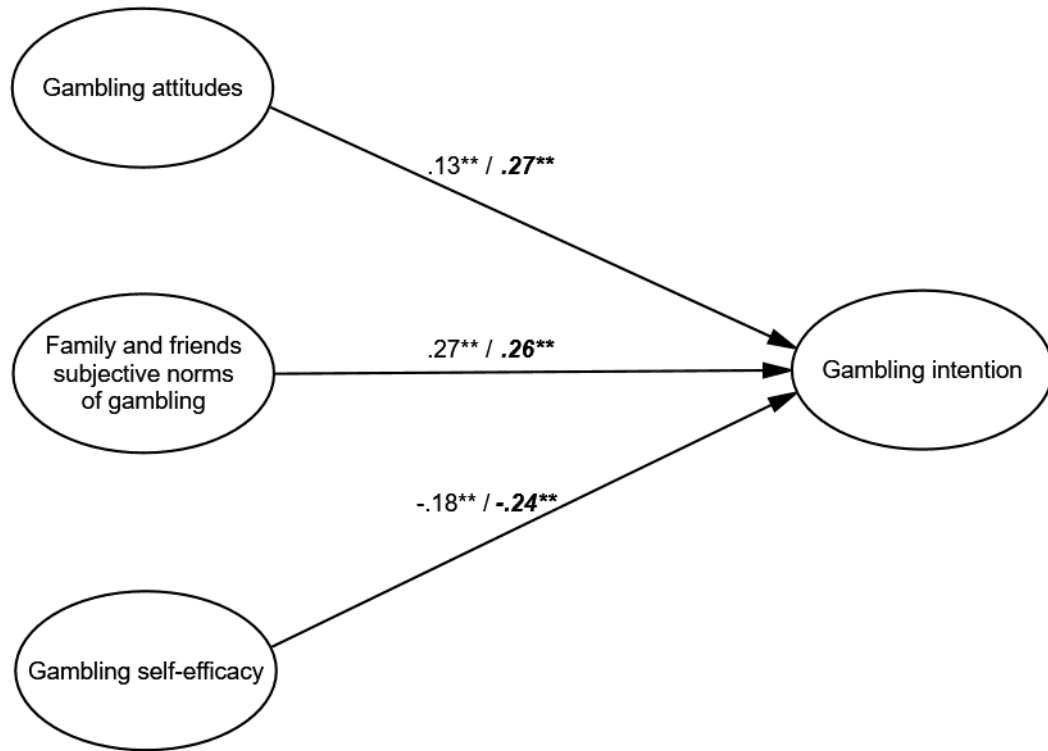 Gambling attitudes
.13** / .27**
Family and friends
subjective norms
of gambling
.27** / .26**
Gambling intention
-.18** / -.24**
Gambling self-efficacy